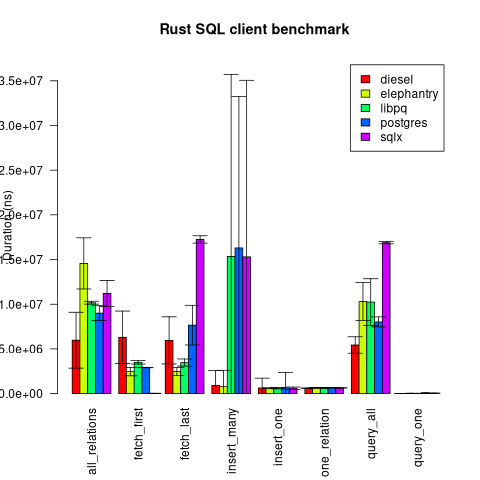 Rust SQL client benchmark
diesel
elephantry
libpq
postgres
sqlx
Duration (ns)
3.5e+07
3.0e+07
2.5e+07
2.0e+07
1.5e+07
1.0e+07
5.0e+06
0.0e+00
all_relations
fetch_first
fetch_last
insert_many
insert_one
one_relation
query_all
query_one